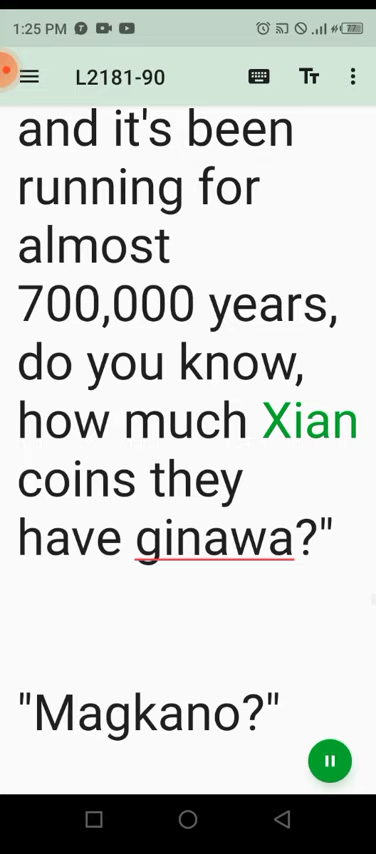 1:25 PM
77
L2181-90
and it's been
running for
almost
700,000 years,
do you know,
how much Xian
coins they
have ginawa?"
"Magkano?"